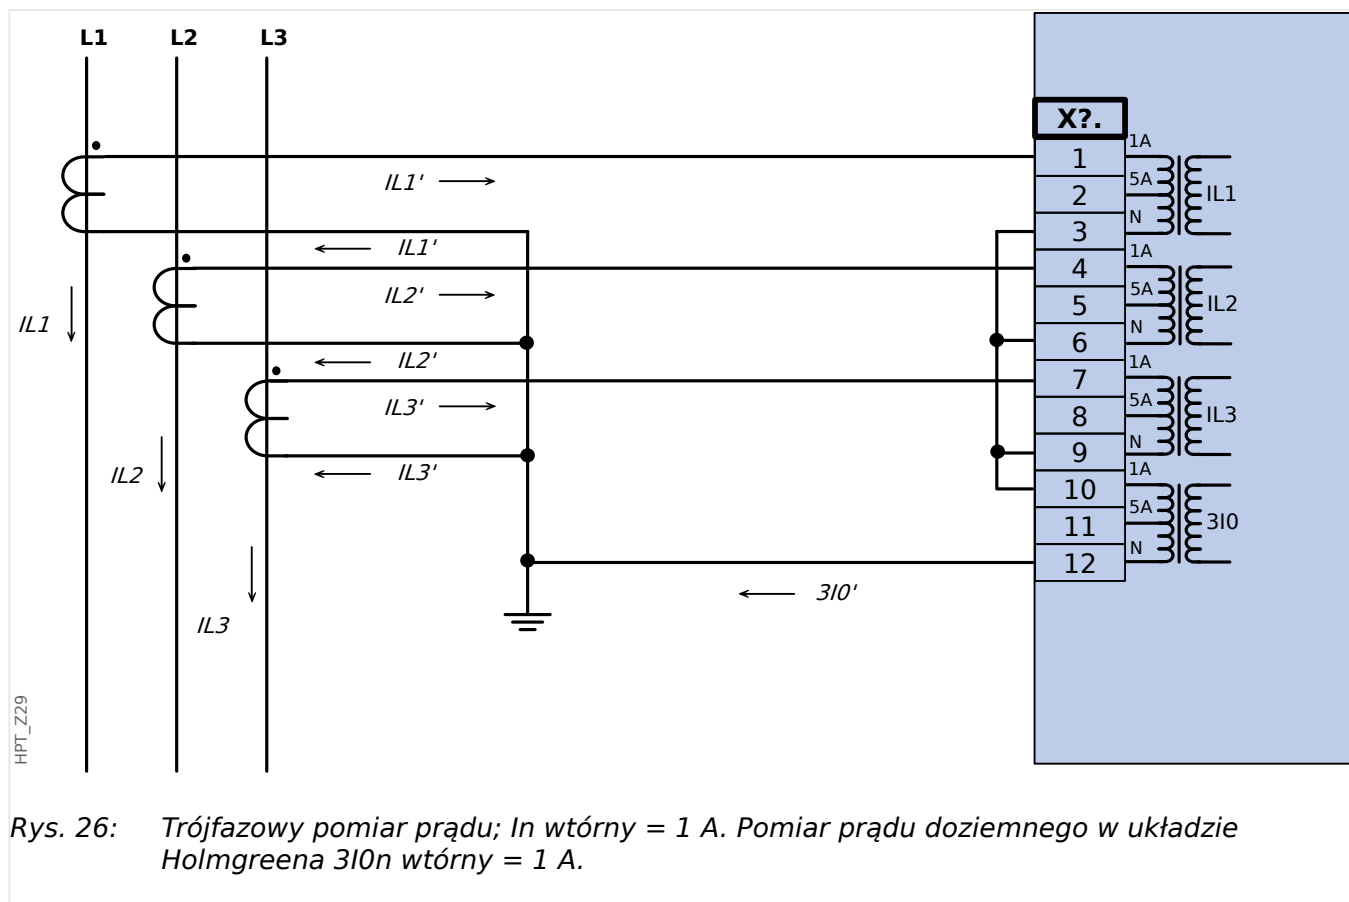 L1 L2 L3
X?.
1
2
3
4
5
6
7
8
9
10
11
12
1A
5A
N
IL1
1A
5A
N
IL2
1A
5A
N
IL3
1A
5A
N
3I0
IL1'
IL1'
IL2'
IL2'
IL3'
IL3'
IL1
IL2
IL3
3I0'
HPT_Z29
Rys. 26: Trójfazowy pomiar prądu; In wtórny = 1 A. Pomiar prądu doziemnego w układzie
Holmgreena 3I0n wtórny = 1 A.